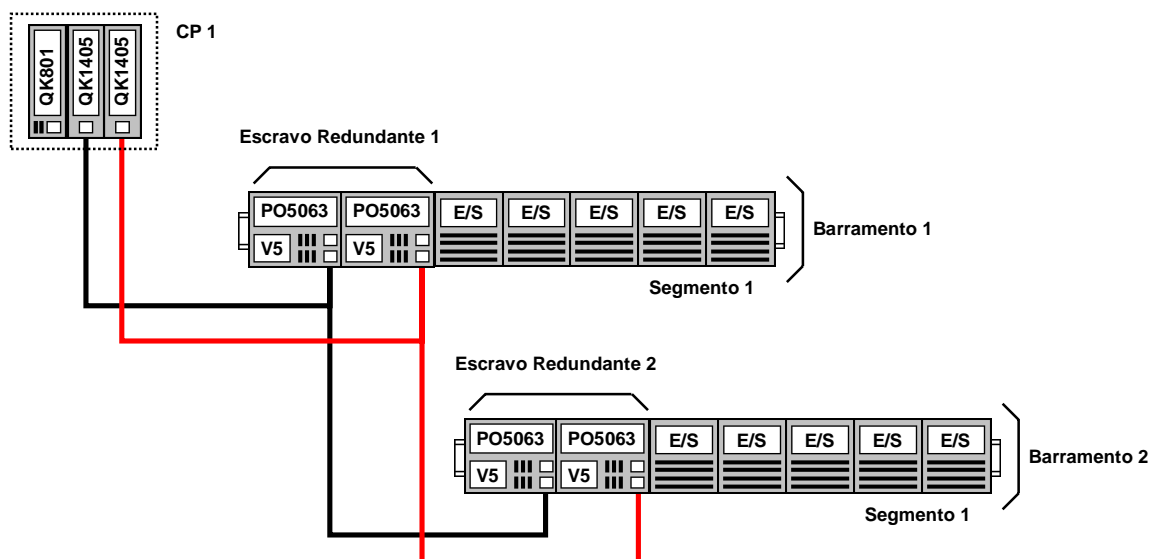 CP 1
QK801
QK1405
QK1405
Escravo Redundante 1
PO5063 PO5063 E/S E/S E/S E/S E/S
V5 V5
Barramento 1
Segmento 1
Escravo Redundante 2
PO5063 PO5063 E/S E/S E/S E/S E/S
V5 V5
Barramento 2
Segmento 1